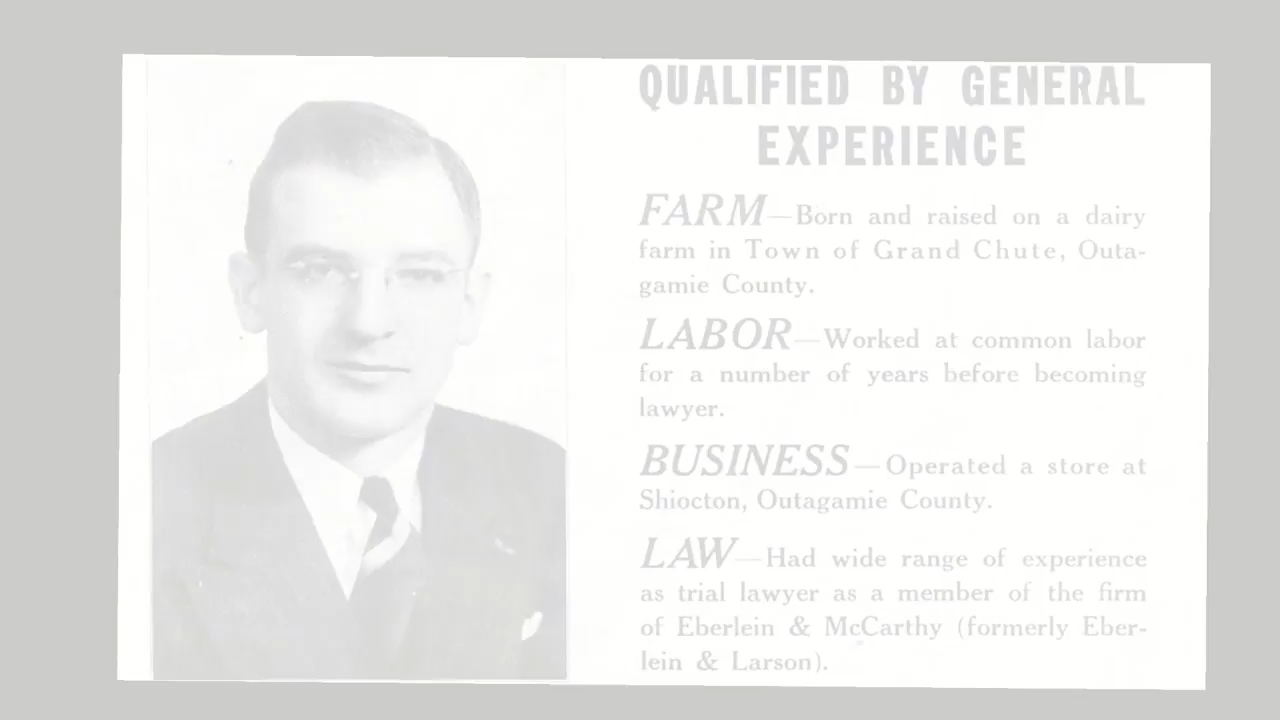 QUALIFIED BY GENERAL
EXPERIENCE
FARM—Born and raised on a dairy
farm in Town of Grand Chute, Outa-
gamie County.
LABOR—Worked at common labor
for a number of years before becoming
lawyer.
BUSINESS—Operated a store at
Shiocton, Outagamie County.
LAW—Had wide range of experience
as trial lawyer as a member of the firm
of Eberlein & McCarthy (formerly Eber-
lein & Larson).